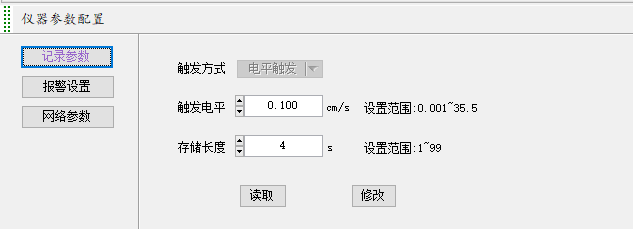 仪器参数配置
记录参数
报警设置
网络参数
触发方式 电平触发
触发电平 0.100 cm/s 设置范围:0.001~35.5
存储长度 4 s 设置范围:1~99
读取 修改